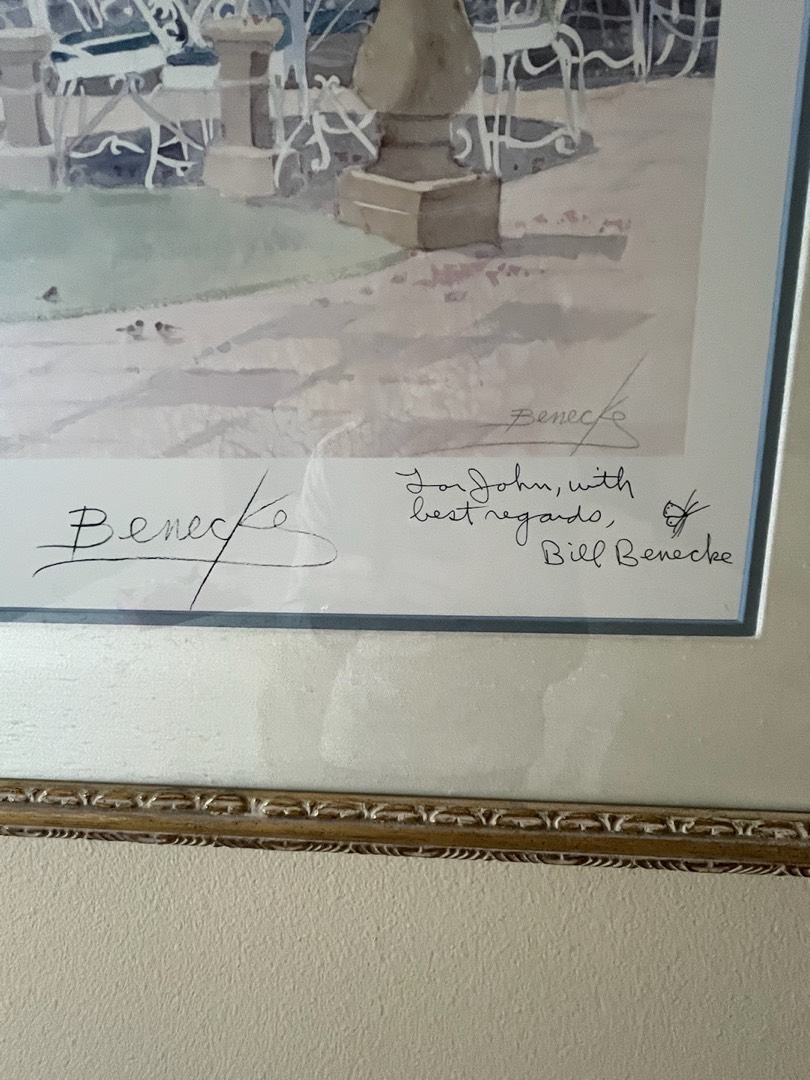 Benecke
Benecke
For John, with
best regards,
Bill Benecke